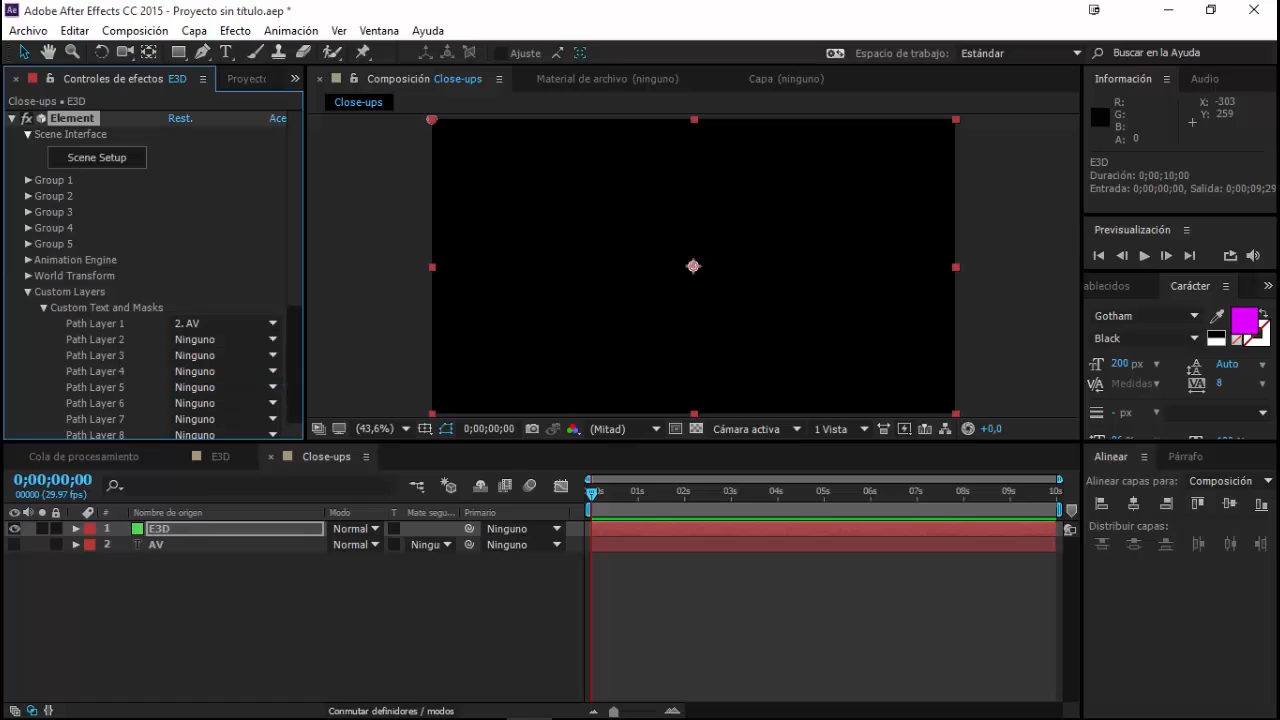 Adobe After Effects CC 2015 - Proyecto sin título.aep *
Archivo Editar Composición Capa Efecto Animación Ver Ventana Ayuda
Ajuste Espacio de trabajo: Estándar Buscar en la Ayuda
Controles de efectos E3D Proyect
Composición Close-ups Material de archivo (ninguno) Capa (ninguno)
Información Audio
Close-ups • E3D
Close-ups
fx Element Rest. Ace
Scene Interface
Scene Setup
Group 1
Group 2
Group 3
Group 4
Group 5
Animation Engine
World Transform
Custom Layers
Custom Text and Masks
Path Layer 1 2. AV
Path Layer 2 Ninguno
Path Layer 3 Ninguno
Path Layer 4 Ninguno
Path Layer 5 Ninguno
Path Layer 6 Ninguno
Path Layer 7 Ninguno
Path Layer 8 Ninguno
R:
G:
B:
A: 0
X: -303
Y: 259
E3D
Duración: 0;00;10;00
Entrada: 0;00;00;00, Salida: 0;00;09;29
Previsualización
ablecidos Carácter
Gotham
Black
200 px Auto
Medidas 8
- px
(43,6%) 0;00;00;00 (Mitad) Cámara activa 1 Vista +0,0
Cola de procesamiento E3D Close-ups
Alinear Párrafo
0;00;00;00
00000 (29.97 fps)
# Nombre de origen Modo T Mate segu... Primario
01s 02s 03s 04s 05s 06s 07s 08s 09s 10s
1 E3D Normal Ninguno
2 T AV Normal Ningu Ninguno
Alinear capas para: Composición
Distribuir capas:
Conmutar definidores / modos